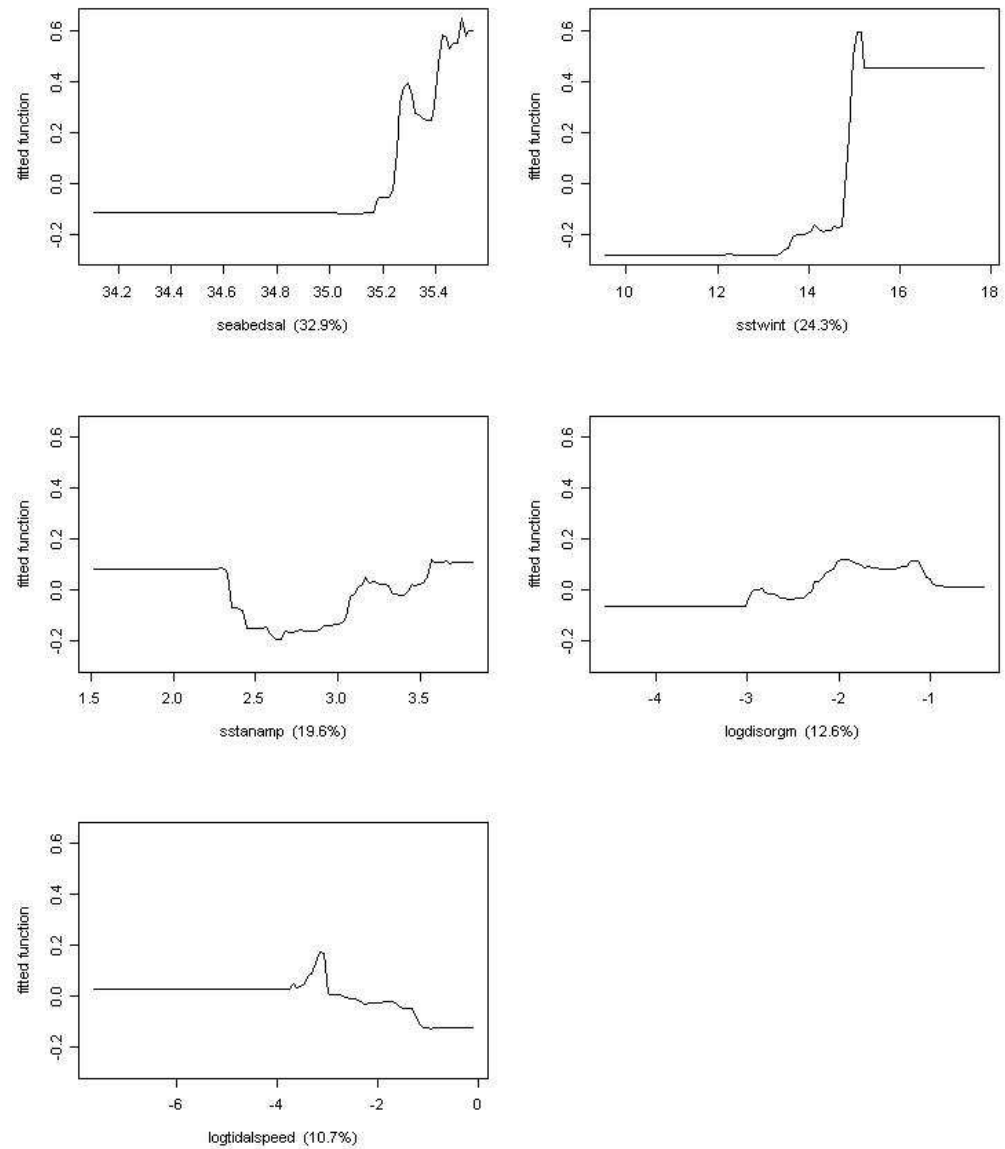 fitted function
-0.2 0.0 0.2 0.4 0.6
34.2 34.4 34.6 34.8 35.0 35.2 35.4
seabedsal (32.9%)
fitted function
-0.2 0.0 0.2 0.4 0.6
10 12 14 16 18
sstwint (24.3%)
fitted function
-0.2 0.0 0.2 0.4 0.6
1.5 2.0 2.5 3.0 3.5
sstanamp (19.6%)
fitted function
-0.2 0.0 0.2 0.4 0.6
-4 -3 -2 -1
logdisorgm (12.6%)
fitted function
-0.2 0.0 0.2 0.4 0.6
-6 -4 -2 0
logtidalspeed (10.7%)